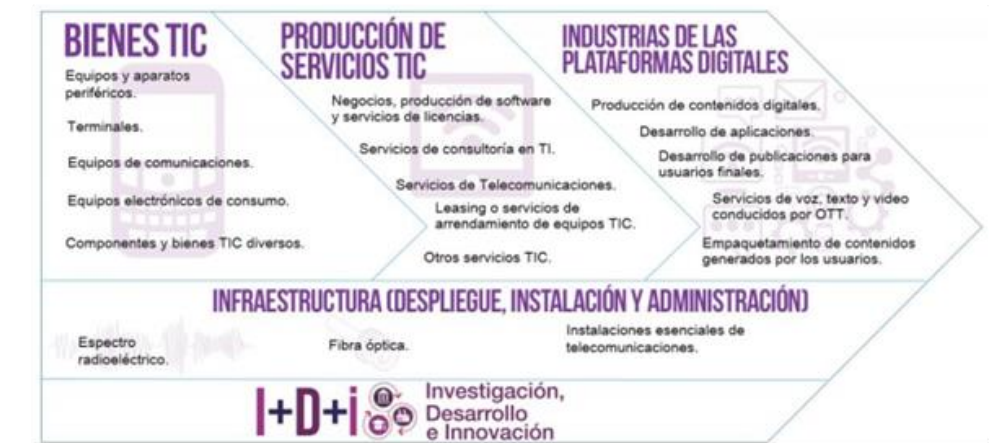 BIENES TIC
Equipos y aparatos
periféricos.
Terminales.
Equipos de comunicaciones.
Equipos electrónicos de consumo.
Componentes y bienes TIC diversos.
PRODUCCIÓN DE
SERVICIOS TIC
Negocios, producción de software
y servicios de licencias.
Servicios de consultoría en TI.
Servicios de Telecomunicaciones.
Leasing o servicios de
arrendamiento de equipos TIC.
Otros servicios TIC.
INDUSTRIAS DE LAS
PLATAFORMAS DIGITALES
Producción de contenidos digitales.
Desarrollo de aplicaciones.
Desarrollo de publicaciones para
usuarios finales.
Servicios de voz, texto y video
conducidos por OTT.
Empaquetamiento de contenidos
generados por los usuarios.
INFRAESTRUCTURA (DESPLIEGUE, INSTALACIÓN Y ADMINISTRACIÓN)
Espectro
radioeléctrico.
Fibra óptica.
Instalaciones esenciales de
telecomunicaciones.
I+D+i
Investigación,
Desarrollo
e Innovación